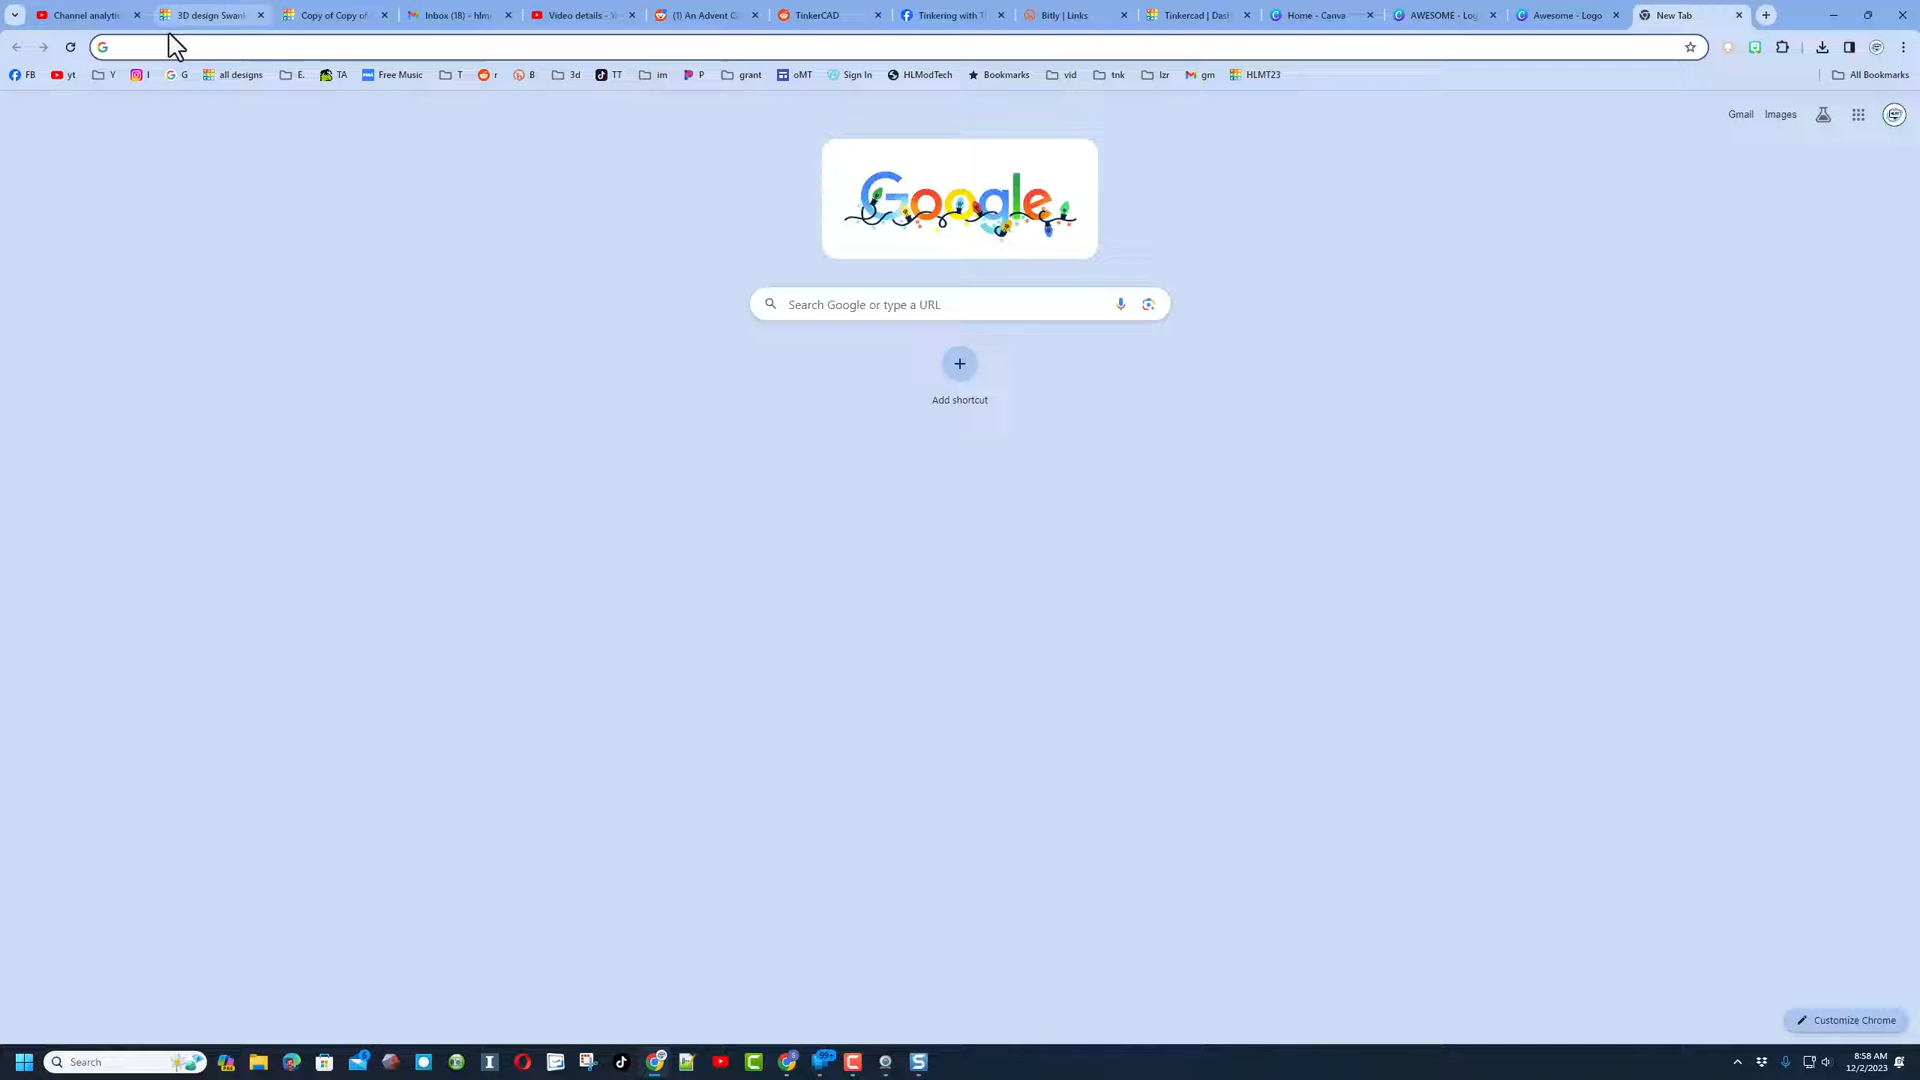 Channel analytic
3D design Swank
Copy of Copy of
Inbox (18) - hlm
Video details - Y
(1) An Advent C
TinkerCAD
Tinkering with T
Bitly | Links
Tinkercad | Dash
Home - Canva
AWESOME - Log
Awesome - Logo
New Tab
FB yt Y I G all designs E. TA Free Music T r B 3d TT im P grant oMT Sign In HLModTech Bookmarks vid tnk lzr gm HLMT23 All Bookmarks
Gmail Images
Google
Search Google or type a URL
Add shortcut
Customize Chrome
Search
99+
8:58 AM
12/2/2023